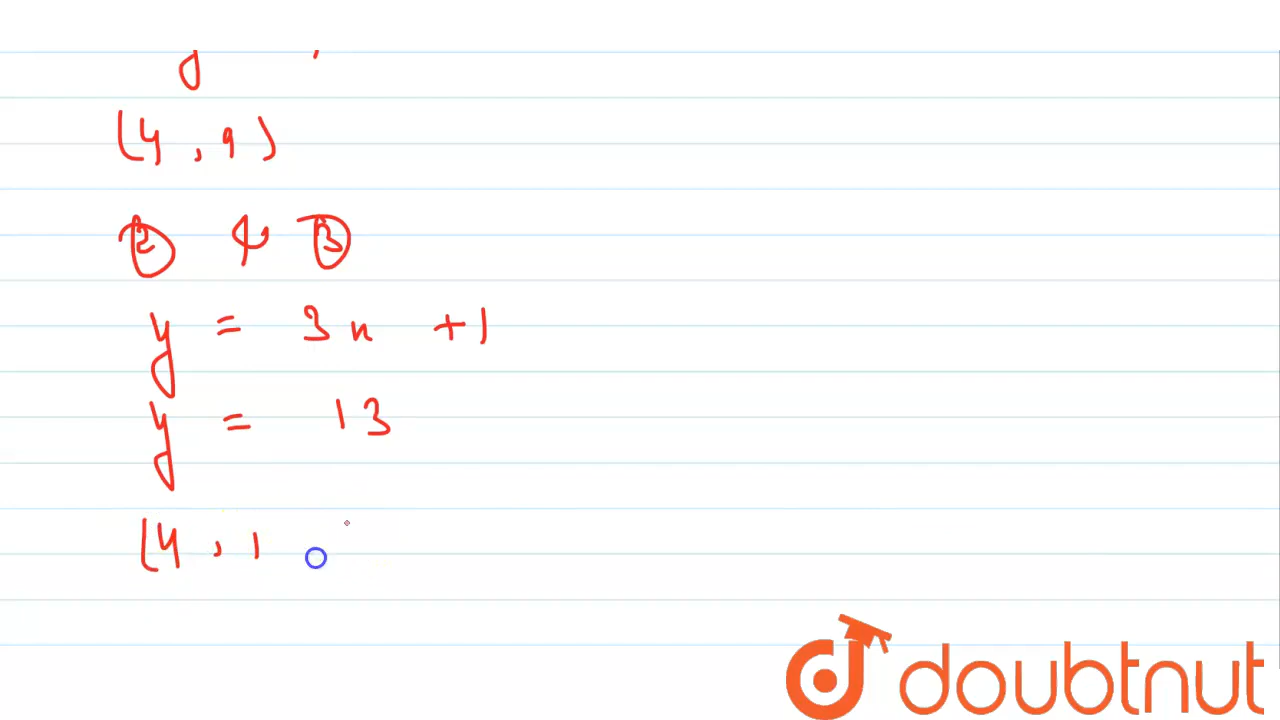 y
(4, 9)
② & ③
y = 3x + 1
y = 13
(4, 1
doubtnut